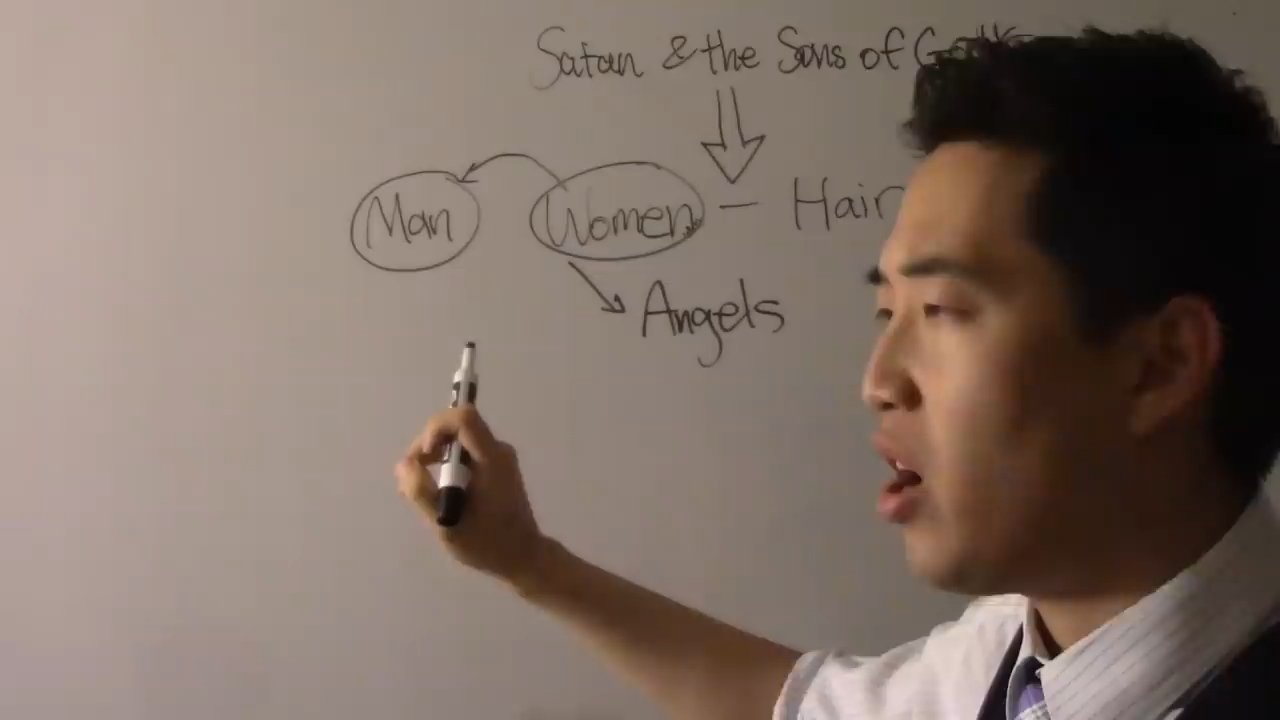 Satan & the Sons of
Man Women — Hair
Angels